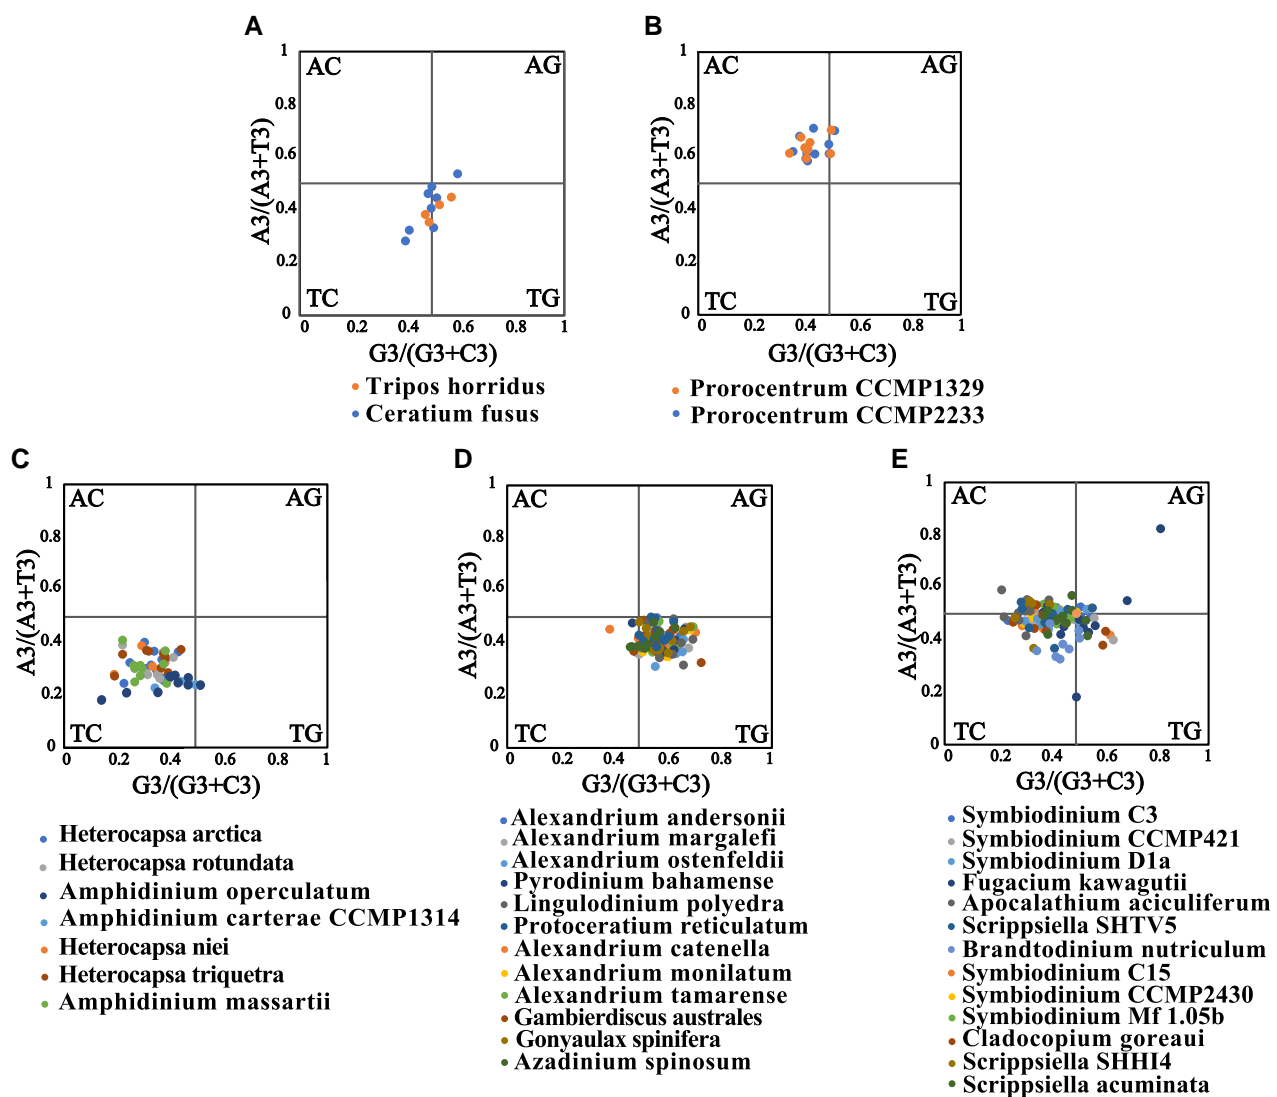 A
1
AC AG
0.8
0.6
0.4
0.2
TC TG
0
0 0.2 0.4 0.6 0.8 1
A3/(A3+T3)
G3/(G3+C3)
Tripos horridus
Ceratium fusus
B
1
AC AG
0.8
0.6
0.4
0.2
TC TG
0
0 0.2 0.4 0.6 0.8 1
A3/(A3+T3)
G3/(G3+C3)
Prorocentrum CCMP1329
Prorocentrum CCMP2233
C
1
AC AG
0.8
0.6
0.4
0.2
TC TG
0
0 0.2 0.4 0.6 0.8 1
A3/(A3+T3)
G3/(G3+C3)
Heterocapsa arctica
Heterocapsa rotundata
Amphidinium operculatum
Amphidinium carterae CCMP1314
Heterocapsa niei
Heterocapsa triquetra
Amphidinium massartii
D
1
AC AG
0.8
0.6
0.4
0.2
TC TG
0
0 0.2 0.4 0.6 0.8 1
A3/(A3+T3)
G3/(G3+C3)
Alexandrium andersonii
Alexandrium margalefi
Alexandrium ostenfeldii
Pyrodinium bahamense
Lingulodinium polyedra
Protoceratium reticulatum
Alexandrium catenella
Alexandrium monilatum
Alexandrium tamarense
Gambierdiscus australes
Gonyaulax spinifera
Azadinium spinosum
E
1
AC AG
0.8
0.6
0.4
0.2
TC TG
0
0 0.2 0.4 0.6 0.8 1
A3/(A3+T3)
G3/(G3+C3)
Symbiodinium C3
Symbiodinium CCMP421
Symbiodinium D1a
Fugacium kawagutii
Apocalathium aciculiferum
Scrippsiella SHTV5
Brandtodinium nutriculum
Symbiodinium C15
Symbiodinium CCMP2430
Symbiodinium Mf 1.05b
Cladocopium goreaui
Scrippsiella SHHI4
Scrippsiella acuminata